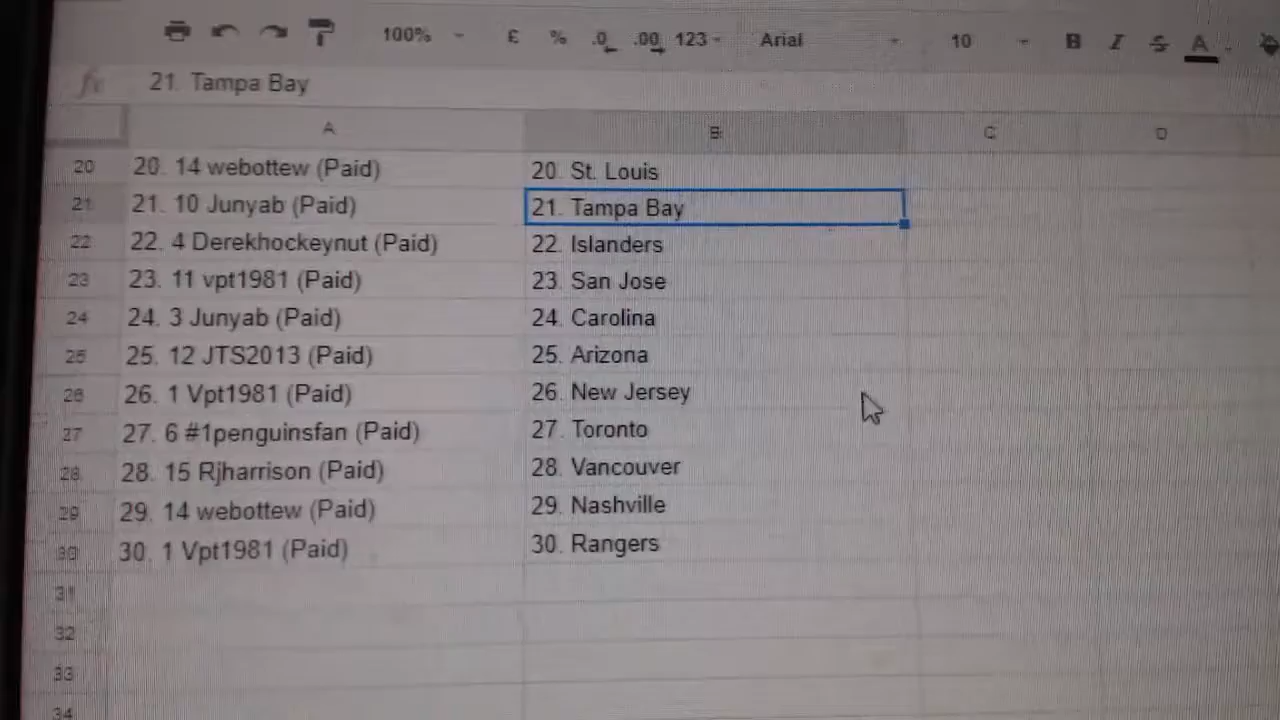 100% £ % .0 .00 123 Arial 10 B I S A
fx 21. Tampa Bay
A B C D
20 20. 14 webottew (Paid) 20. St. Louis
21 21. 10 Junyab (Paid) 21. Tampa Bay
22 22. 4 Derekhockeynut (Paid) 22. Islanders
23 23. 11 vpt1981 (Paid) 23. San Jose
24 24. 3 Junyab (Paid) 24. Carolina
25 25. 12 JTS2013 (Paid) 25. Arizona
26 26. 1 Vpt1981 (Paid) 26. New Jersey
27 27. 6 #1penguinsfan (Paid) 27. Toronto
28 28. 15 Rjharrison (Paid) 28. Vancouver
29 29. 14 webottew (Paid) 29. Nashville
30 30. 1 Vpt1981 (Paid) 30. Rangers
31
32
33
34